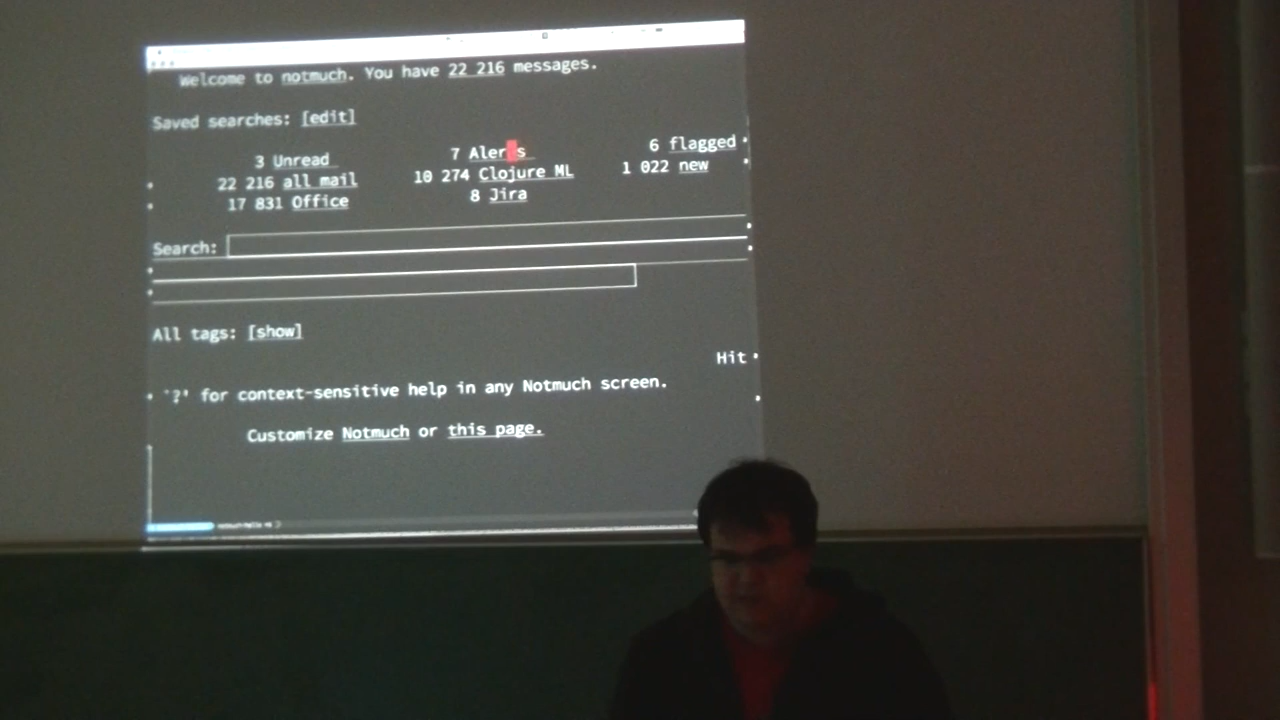 Welcome to notmuch. You have 22 216 messages.
Saved searches: [edit]
3 Unread 7 Alerts 6 flagged
22 216 all mail 10 274 Clojure ML 1 022 new
17 831 Office 8 Jira
Search:
All tags: [show]
Hit
`?' for context-sensitive help in any Notmuch screen.
Customize Notmuch or this page.